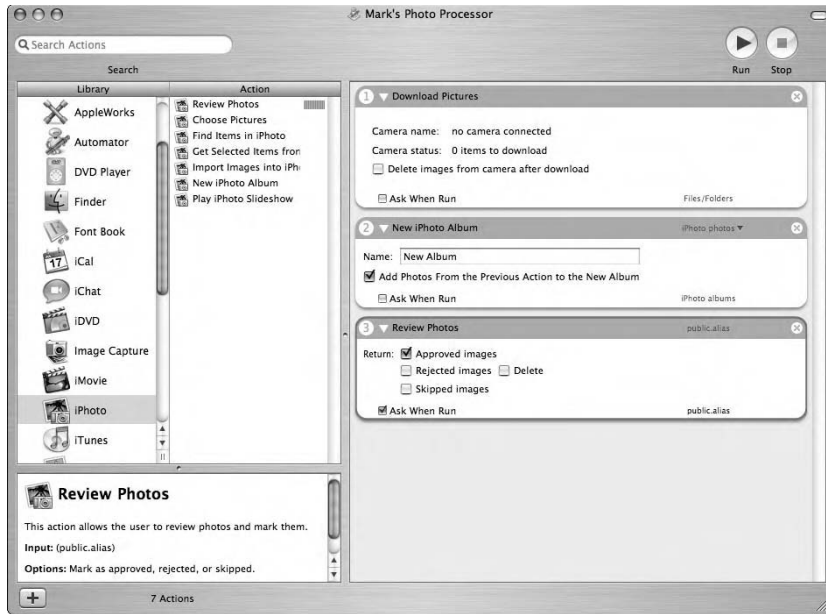 Mark's Photo Processor
Search Actions
Search
Run
Stop
Library
Action
AppleWorks
Automator
DVD Player
Finder
Font Book
17
iCal
iChat
iDVD
Image Capture
iMovie
iPhoto
iTunes
Review Photos
Choose Pictures
Find Items in iPhoto
Get Selected Items fron
Import Images into iPh
New iPhoto Album
Play iPhoto Slideshow
1 Download Pictures
Camera name: no camera connected
Camera status: 0 items to download
Delete images from camera after download
Ask When Run Files/Folders
2 New iPhoto Album iPhoto photos
Name: New Album
Add Photos From the Previous Action to the New Album
Ask When Run iPhoto albums
3 Review Photos public.alias
Return: Approved images
Rejected images Delete
Skipped images
Ask When Run public.alias
Review Photos
This action allows the user to review photos and mark them.
Input: (public.alias)
Options: Mark as approved, rejected, or skipped.
7 Actions